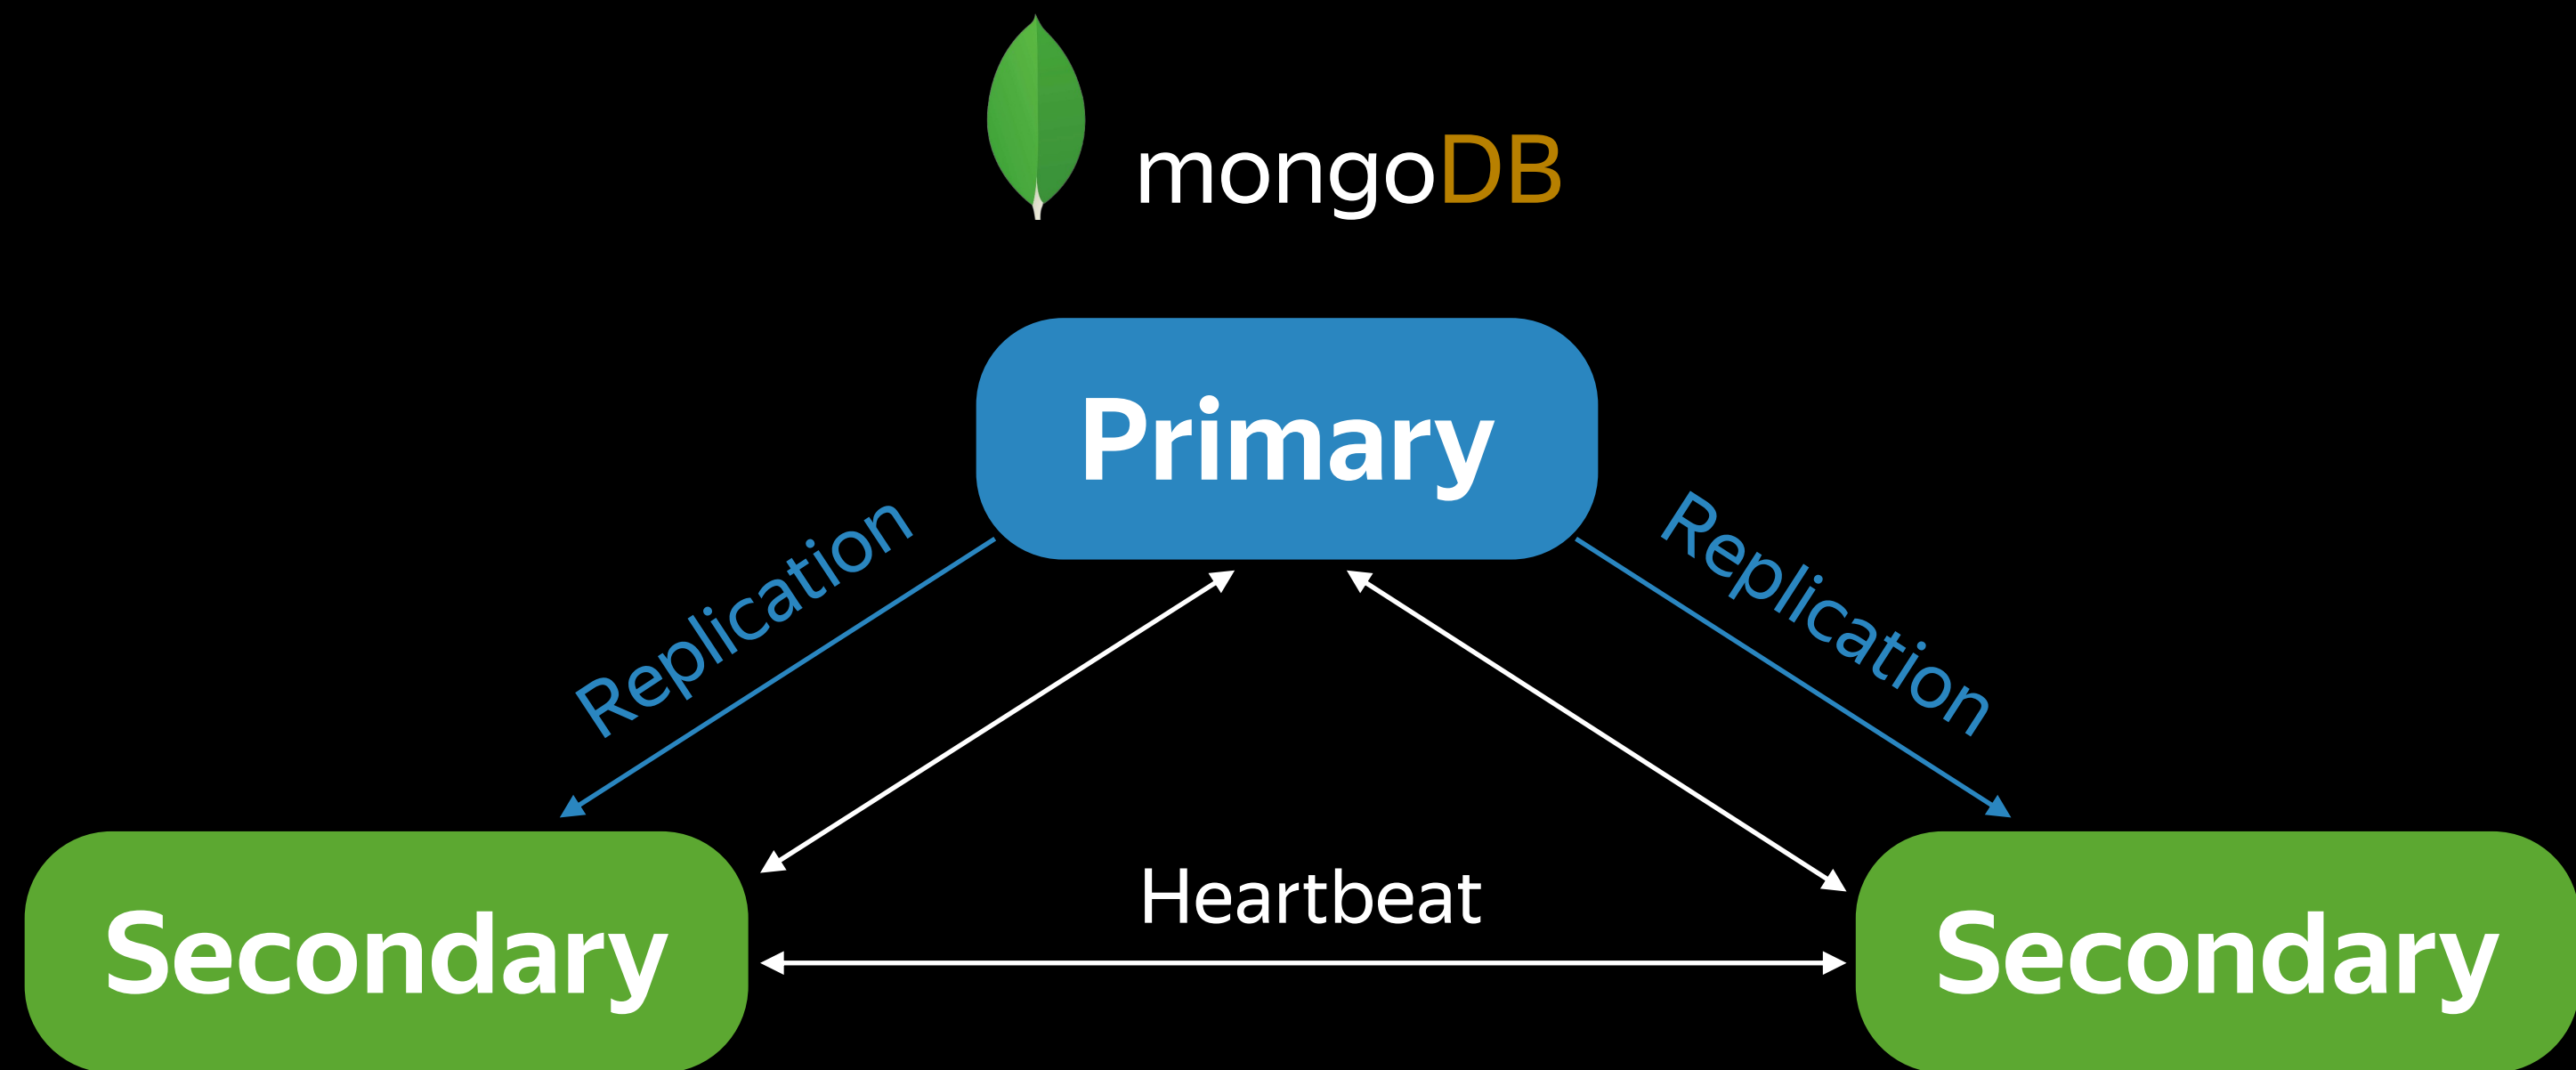 mongoDB
Primary
Replication
Replication
Heartbeat
Secondary
Secondary